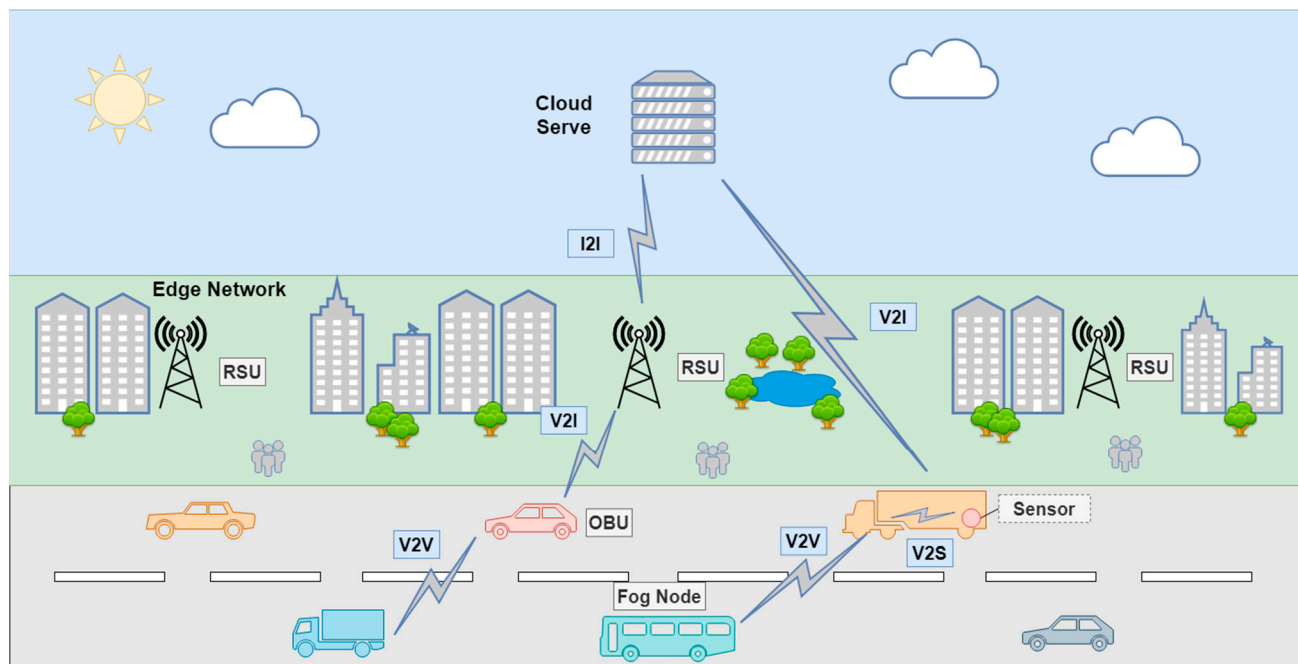 Cloud
Serve
I2I
Edge Network
V2I
RSU
RSU
RSU
V2I
OBU
Sensor
V2V
V2V
V2S
Fog Node